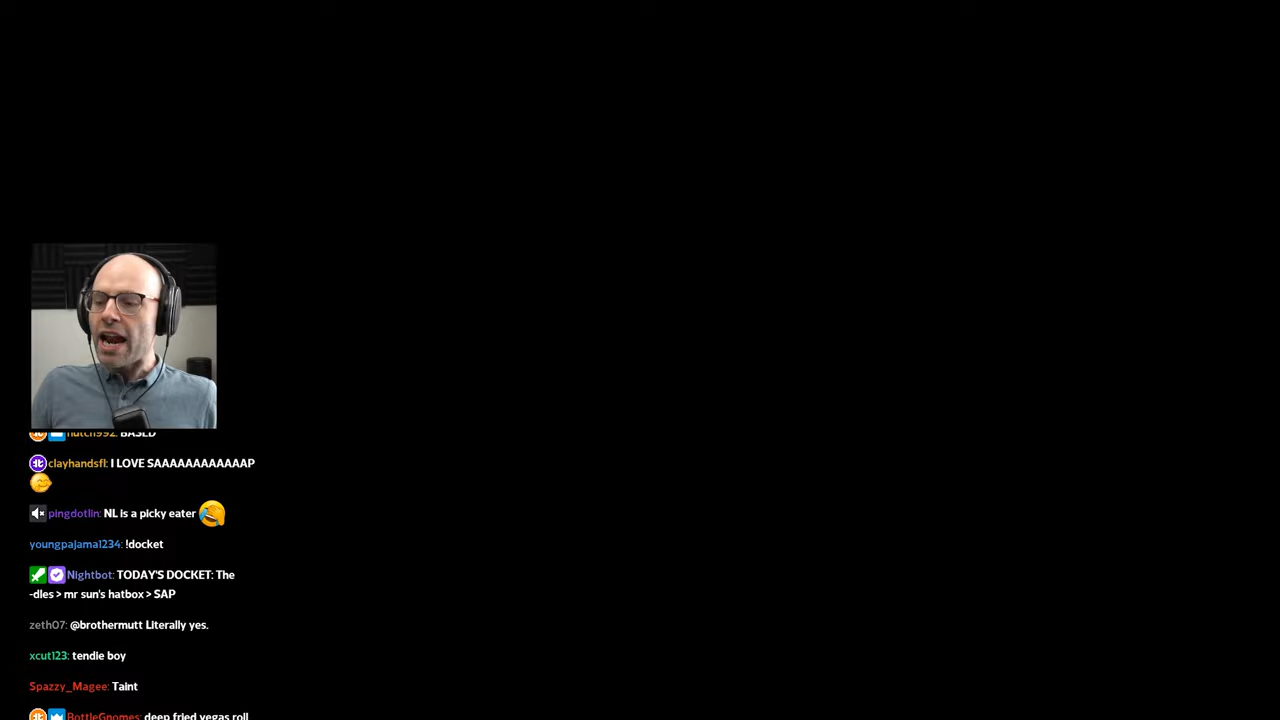 hutch992: BASED
clayhandsfl: I LOVE SAAAAAAAAAAAAP
pingdotlin: NL is a picky eater
youngpajama1234: !docket
Nightbot: TODAY'S DOCKET: The
-dles > mr sun's hatbox > SAP
zeth07: @brothermutt Literally yes.
xcut123: tendie boy
Spazzy_Magee: Taint
BottleGnomes: deep fried vegas roll